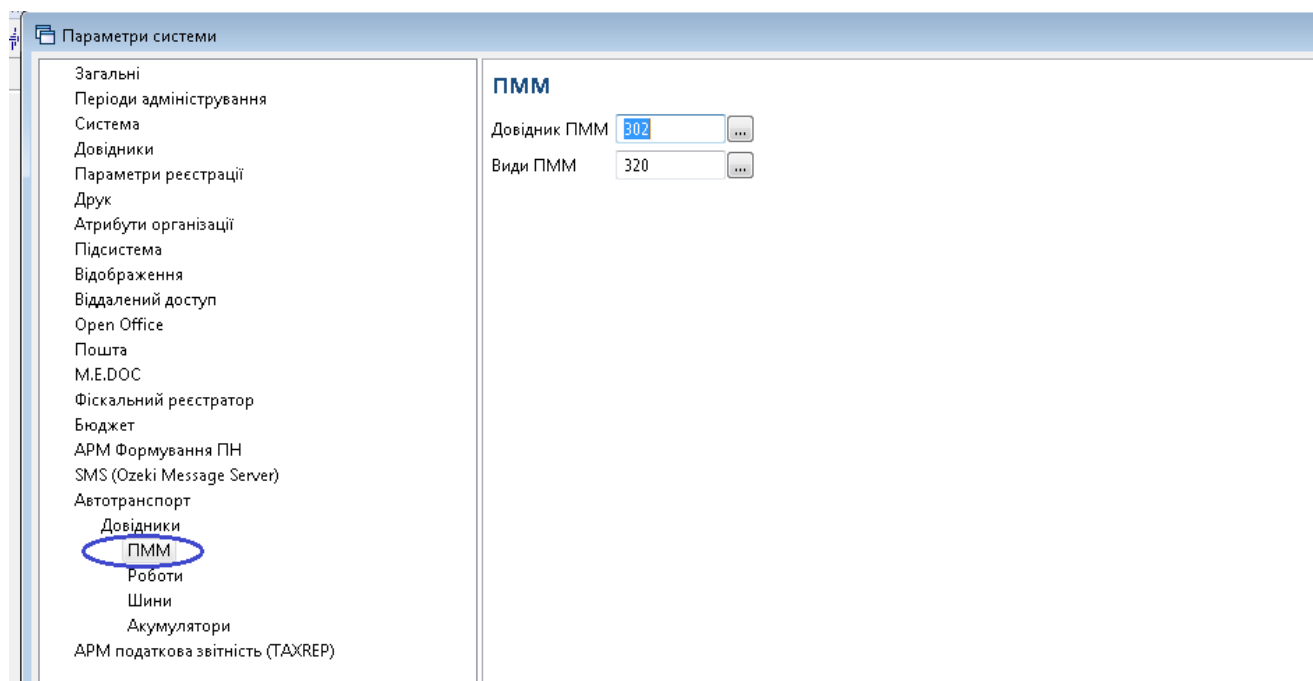 Параметри системи
Загальні
Періоди адміністрування
Система
Довідники
Параметри реєстрації
Друк
Атрибути організації
Підсистема
Відображення
Віддалений доступ
Open Office
Пошта
M.E.DOC
Фіскальний реєстратор
Бюджет
АРМ Формування ПН
SMS (Ozeki Message Server)
Автотранспорт
Довідники
ПММ
Роботи
Шини
Акумулятори
АРМ податкова звітність (TAXREP)
ПММ
Довідник ПММ 302 ...
Види ПММ 320 ...